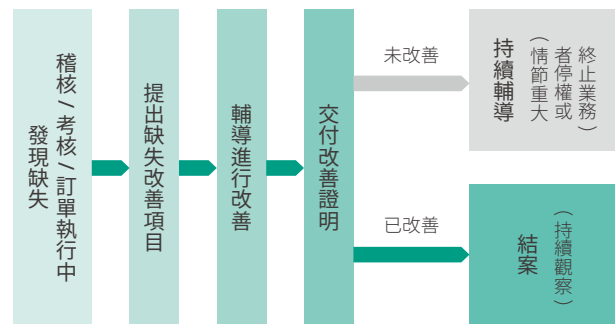 稽核 / 考核 / 訂單執行中
發現缺失
提出缺失改善項目
輔導進行改善
交付改善證明
未改善
持續輔導
（情節重大
者停權或
終止業務）
已改善
結案
（持續觀察）